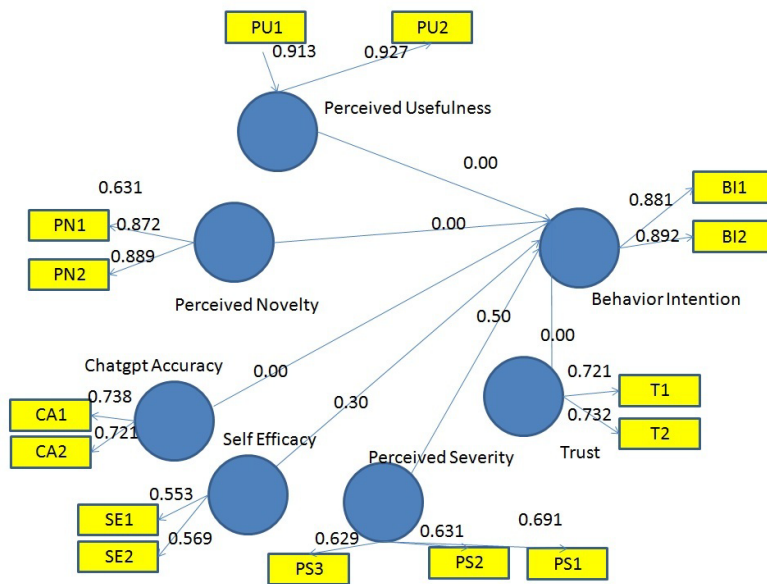 PU1
PU2
0.913
0.927
Perceived Usefulness
0.00
0.631
PN1
0.872
0.889
PN2
Perceived Novelty
0.00
0.881
BI1
0.892
BI2
Behavior Intention
Chatgpt Accuracy
0.738
CA1
0.721
CA2
0.00
Self Efficacy
0.30
0.553
SE1
0.569
SE2
0.50
Perceived Severity
0.629
PS3
0.631
PS2
0.691
PS1
0.00
0.721
T1
0.732
T2
Trust